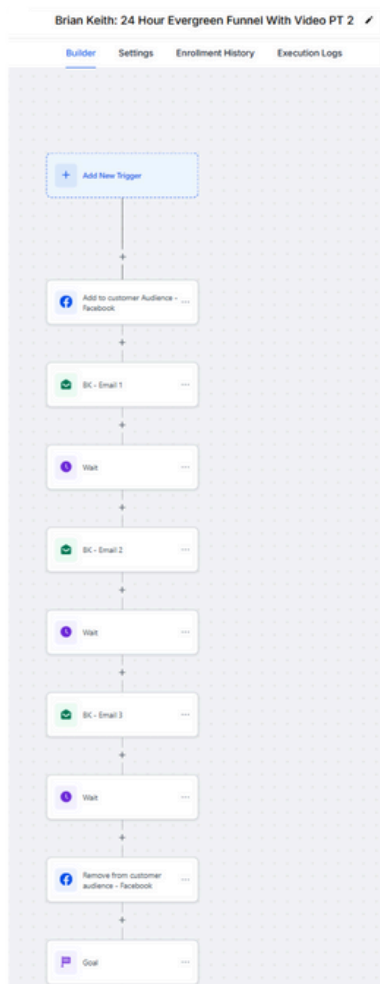 Brian Keith: 24 Hour Evergreen Funnel With Video PT 2
Builder Settings Enrollment History Execution Logs
Add New Trigger
Add to customer Audience -
Facebook
BK - Email 1
Wait
BK - Email 2
Wait
BK - Email 3
Wait
Remove from customer
audience - Facebook
Goal